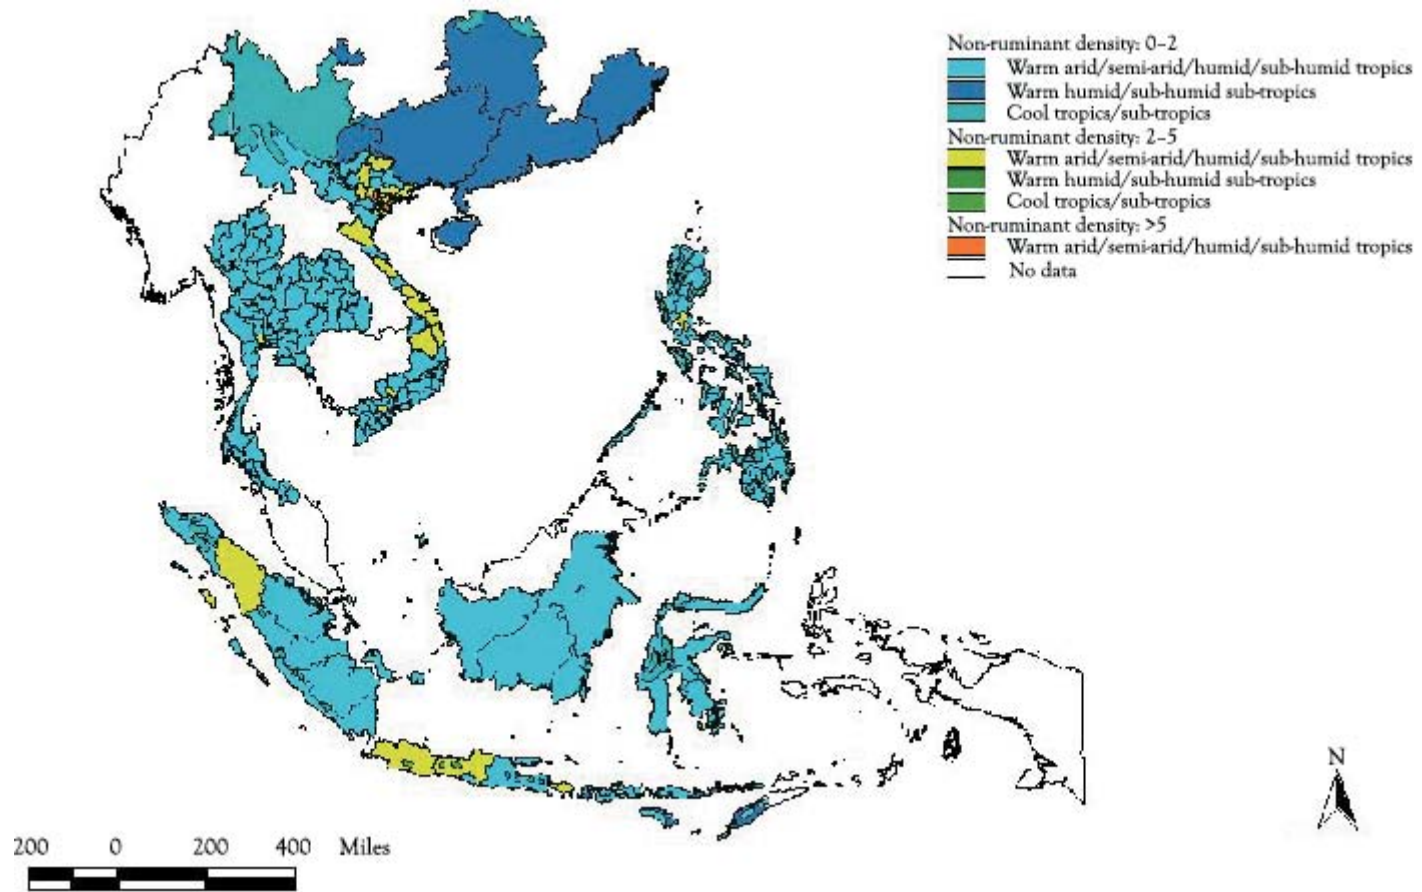 Non-ruminant density: 0–2
Warm arid/semi-arid/humid/sub-humid tropics
Warm humid/sub-humid sub-tropics
Cool tropics/sub-tropics
Non-ruminant density: 2–5
Warm arid/semi-arid/humid/sub-humid tropics
Warm humid/sub-humid sub-tropics
Cool tropics/sub-tropics
Non-ruminant density: >5
Warm arid/semi-arid/humid/sub-humid tropics
No data
N
200 0 200 400 Miles